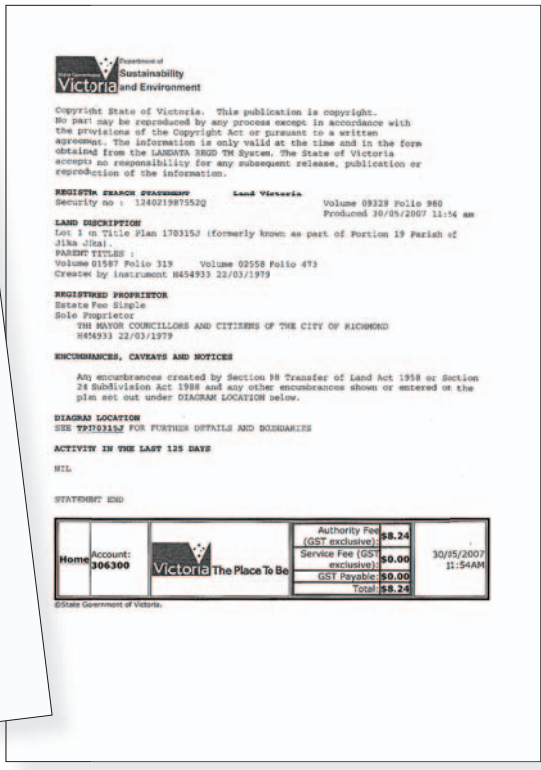 Department of
Sustainability
and Environment
State Government
Victoria
Copyright State of Victoria. This publication is copyright.
No part may be reproduced by any process except in accordance with
the provisions of the Copyright Act or pursuant to a written
agreement. The information is only valid at the time and in the form
obtained from the LANDATA REGD TM System. The State of Victoria
accepts no responsibility for any subsequent release, publication or
reproduction of the information.
REGISTER SEARCH STATEMENT Land Victoria
Security no : 124021987552Q Volume 09329 Folio 980
Produced 30/05/2007 11:54 am
LAND DESCRIPTION
Lot 1 on Title Plan 170315J (formerly known as part of Portion 19 Parish of
Jika Jika).
PARENT TITLES :
Volume 01587 Folio 319 Volume 02558 Folio 473
Created by instrument H454933 22/03/1979
REGISTERED PROPRIETOR
Estate Fee Simple
Sole Proprietor
THE MAYOR COUNCILLORS AND CITIZENS OF THE CITY OF RICHMOND
H454933 22/03/1979
ENCUMBRANCES, CAVEATS AND NOTICES
Any encumbrances created by Section 98 Transfer of Land Act 1958 or Section
24 Subdivision Act 1988 and any other encumbrances shown or entered on the
plan set out under DIAGRAM LOCATION below.
DIAGRAM LOCATION
SEE TP170315J FOR FURTHER DETAILS AND BOUNDARIES
ACTIVITY IN THE LAST 125 DAYS
NIL
STATEMENT END
Home
Account:
306300
Victoria The Place To Be
Authority Fee (GST exclusive): $8.24
Service Fee (GST exclusive): $0.00
GST Payable: $0.00
Total: $8.24
30/05/2007
11:54AM
©State Government of Victoria.